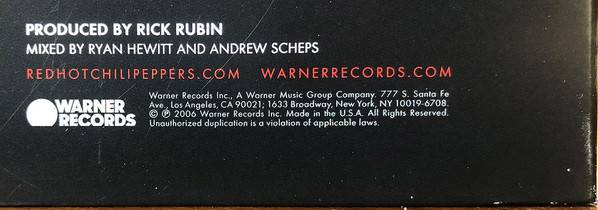 PRODUCED BY RICK RUBIN
MIXED BY RYAN HEWITT AND ANDREW SCHEPS
REDHOTCHILIPEPPERS.COM WARNERRECORDS.COM
WARNER
RECORDS
Warner Records Inc., A Warner Music Group Company. 777 S. Santa Fe
Ave., Los Angeles, CA 90021; 1633 Broadway, New York, NY 10019-6708.
© ℗ 2006 Warner Records Inc. Made in the U.S.A. All Rights Reserved.
Unauthorized duplication is a violation of applicable laws.